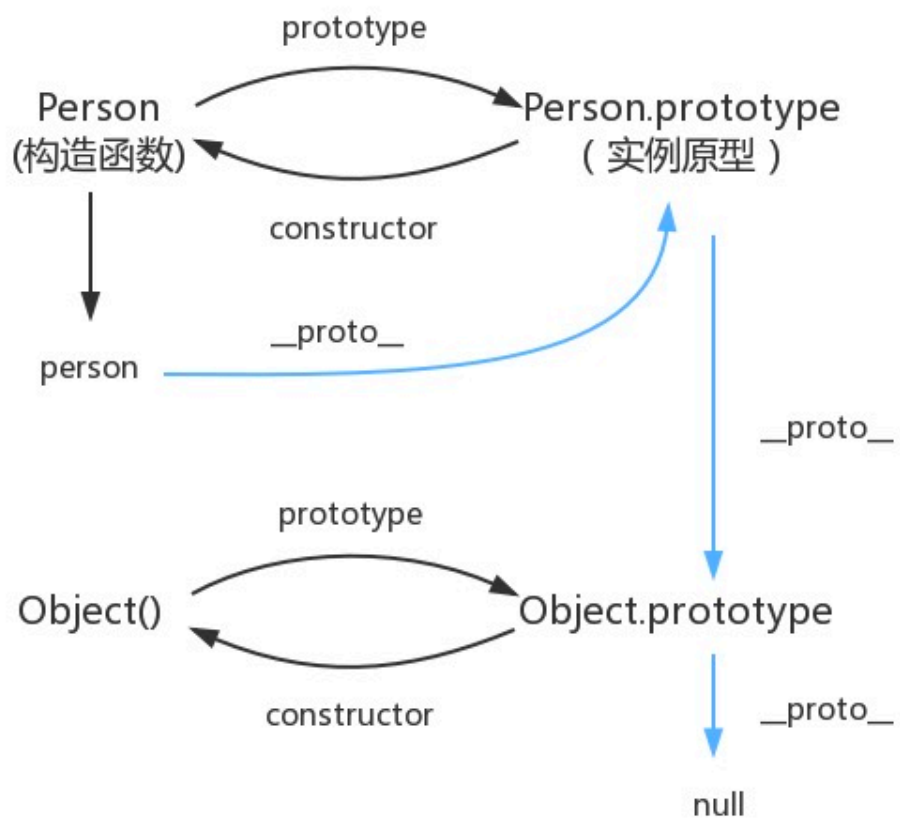 prototype
Person
(构造函数)
Person.prototype
（ 实例原型 ）
constructor
__proto__
person
__proto__
prototype
Object()
Object.prototype
constructor
__proto__
null